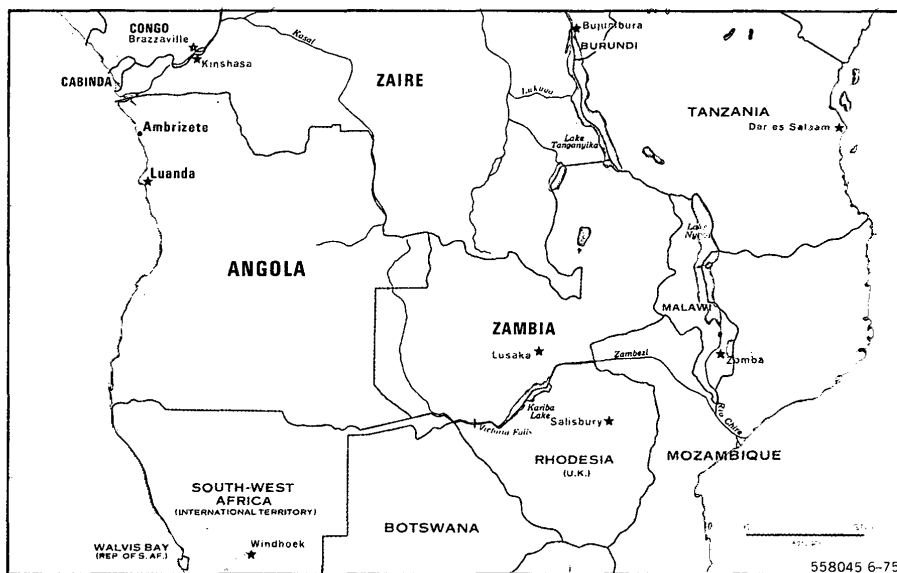 CONGO
Brazzaville
Kinshasa
Kasai
CABINDA
ZAIRE
Bujumbura
BURUNDI
Lukuga
TANZANIA
Dar es Salaam
Ambrizete
Lake
Tanganyika
Luanda
Lake
ANGOLA
MALAWI
ZAMBIA
Lusaka
Zambezi
Zomba
Kariba
Lake
Rio Chire
Victoria Falls
Salisbury
RHODESIA
(U.K.)
MOZAMBIQUE
SOUTH-WEST
AFRICA
(INTERNATIONAL TERRITORY)
BOTSWANA
WALVIS BAY
(REP OF S. AF.)
Windhoek
0
558045 6-75